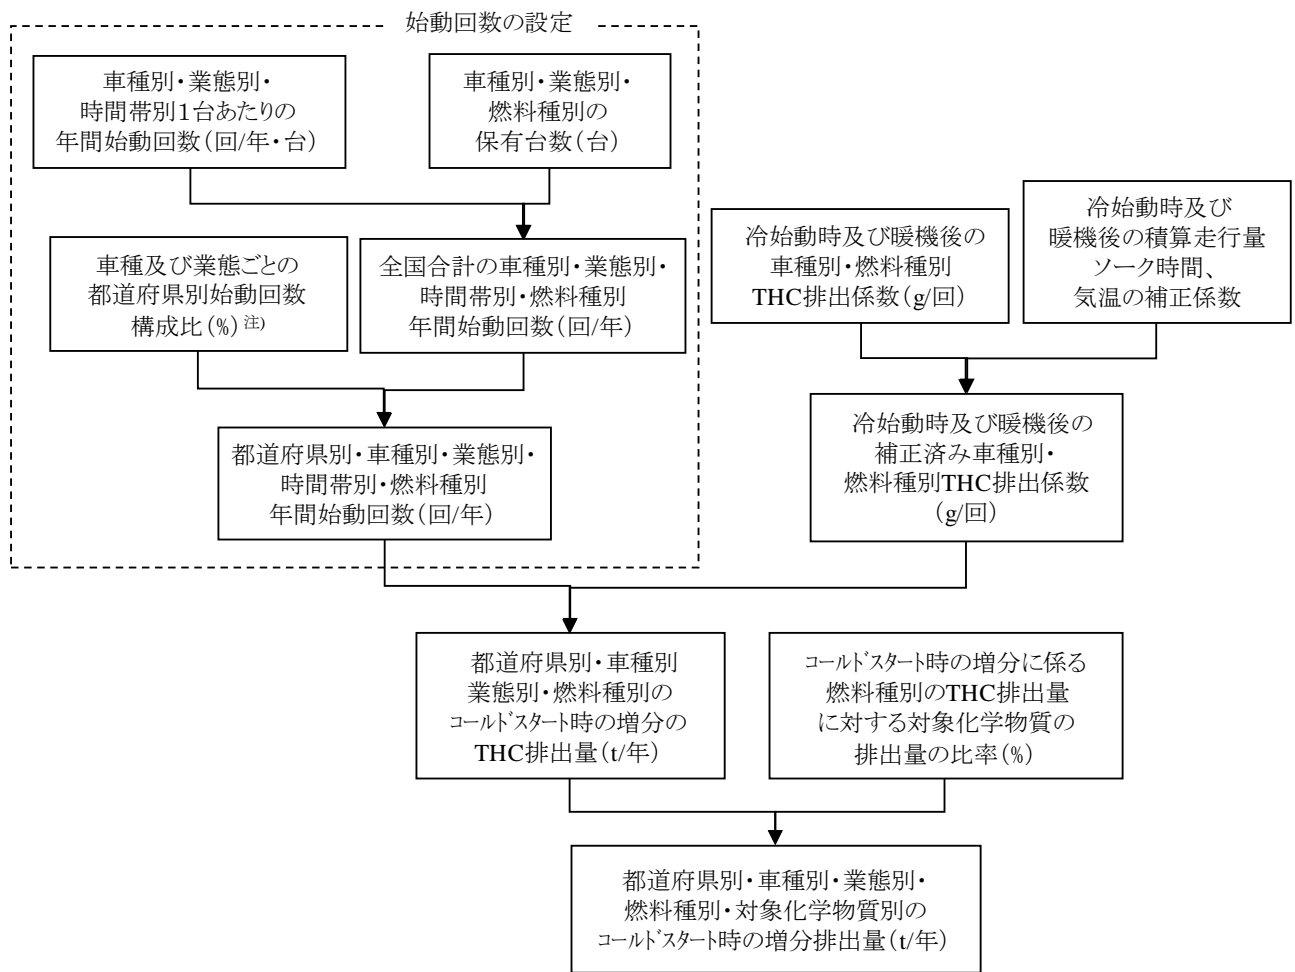 始動回数の設定
車種別・業態別・
時間帯別1台あたりの
年間始動回数(回/年・台)
車種別・業態別・
燃料種別の
保有台数(台)
車種及び業態ごとの
都道府県別始動回数
構成比(%)注)
全国合計の車種別・業態別・
時間帯別・燃料種別
年間始動回数(回/年)
冷始動時及び暖機後の
車種別・燃料種別
THC排出係数(g/回)
冷始動時及び
暖機後の積算走行量
ソーク時間、
気温の補正係数
都道府県別・車種別・業態別・
時間帯別・燃料種別
年間始動回数(回/年)
冷始動時及び暖機後の
補正済み車種別・
燃料種別THC排出係数
(g/回)
都道府県別・車種別
業態別・燃料種別の
コールドスタート時の増分の
THC排出量(t/年)
コールドスタート時の増分に係る
燃料種別のTHC排出量
に対する対象化学物質の
排出量の比率(%)
都道府県別・車種別・業態別・
燃料種別・対象化学物質別の
コールドスタート時の増分排出量(t/年)